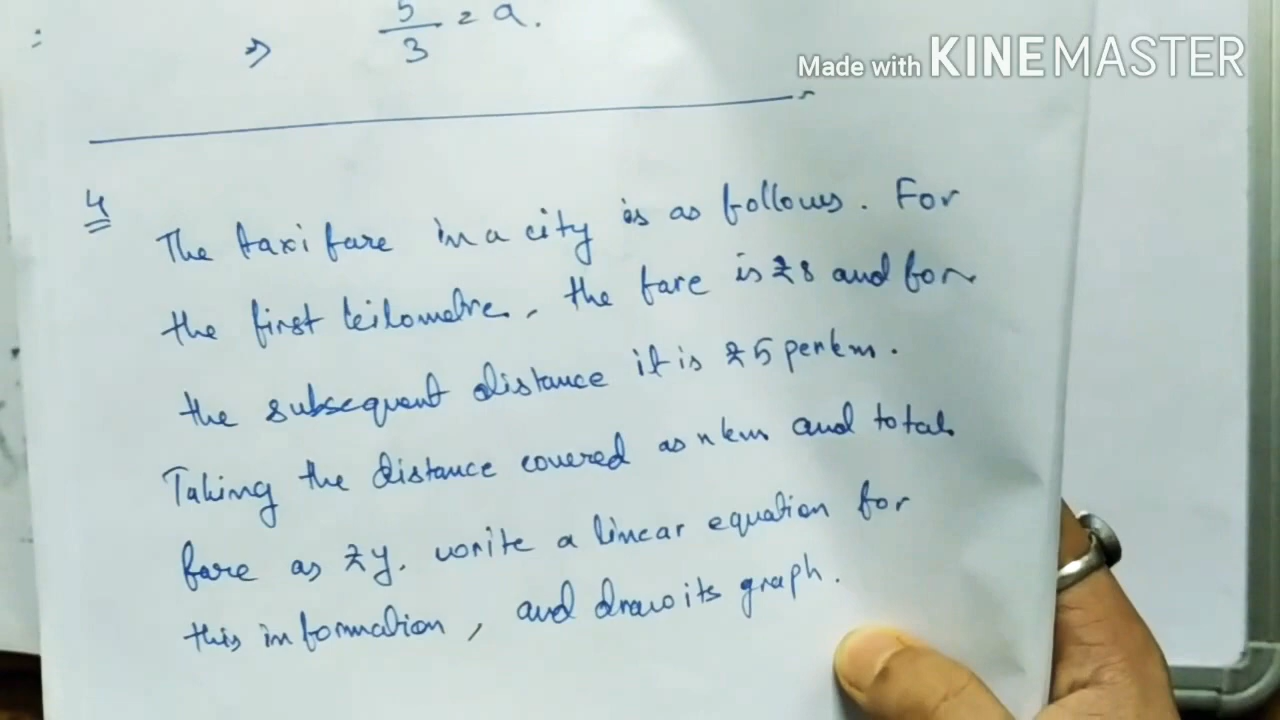 5/3 = a.
⇒
Made with KINEMASTER
4
The taxi fare in a city is as follows. For
the first kilometre, the fare is ₹8 and for
the subsequent distance it is ₹5 per km.
Taking the distance covered as x km and total
fare as ₹y. write a linear equation for
this information, and draw its graph.